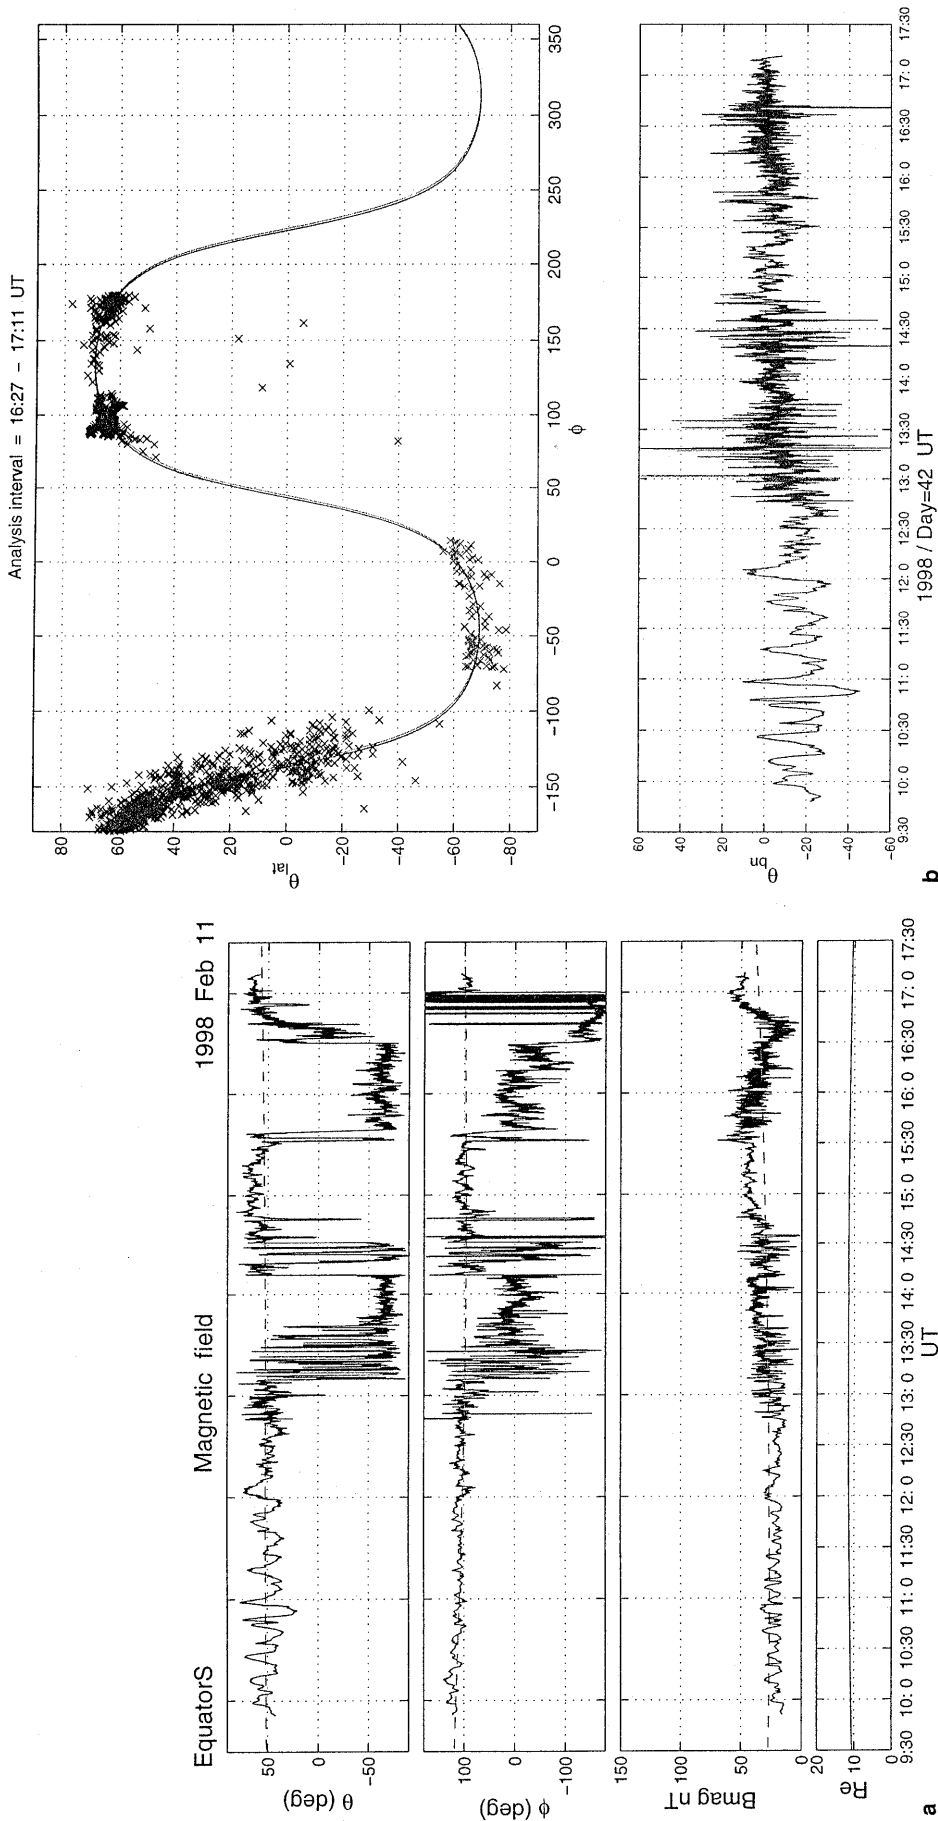 EquatorS Magnetic field 1998 Feb 11
θ (deg)
50
0
-50
φ (deg)
100
0
-100
Bmag nT
150
100
50
0
Re
20
10
0
9:30 10: 0 10:30 11: 0 11:30 12: 0 12:30 13: 0 13:30 14: 0 14:30 15: 0 15:30 16: 0 16:30 17: 0 17:30
UT
a
Analysis interval = 16:27 - 17:11 UT
θlat
80
60
40
20
0
-20
-40
-60
-80
-150 -100 -50 0 50 100 150 200 250 300 350
φ
θbn
60
40
20
0
-20
-40
-60
9:30 10: 0 10:30 11: 0 11:30 12: 0 12:30 13: 0 13:30 14: 0 14:30 15: 0 15:30 16: 0 16:30 17: 0 17:30
1998 / Day=42 UT
b